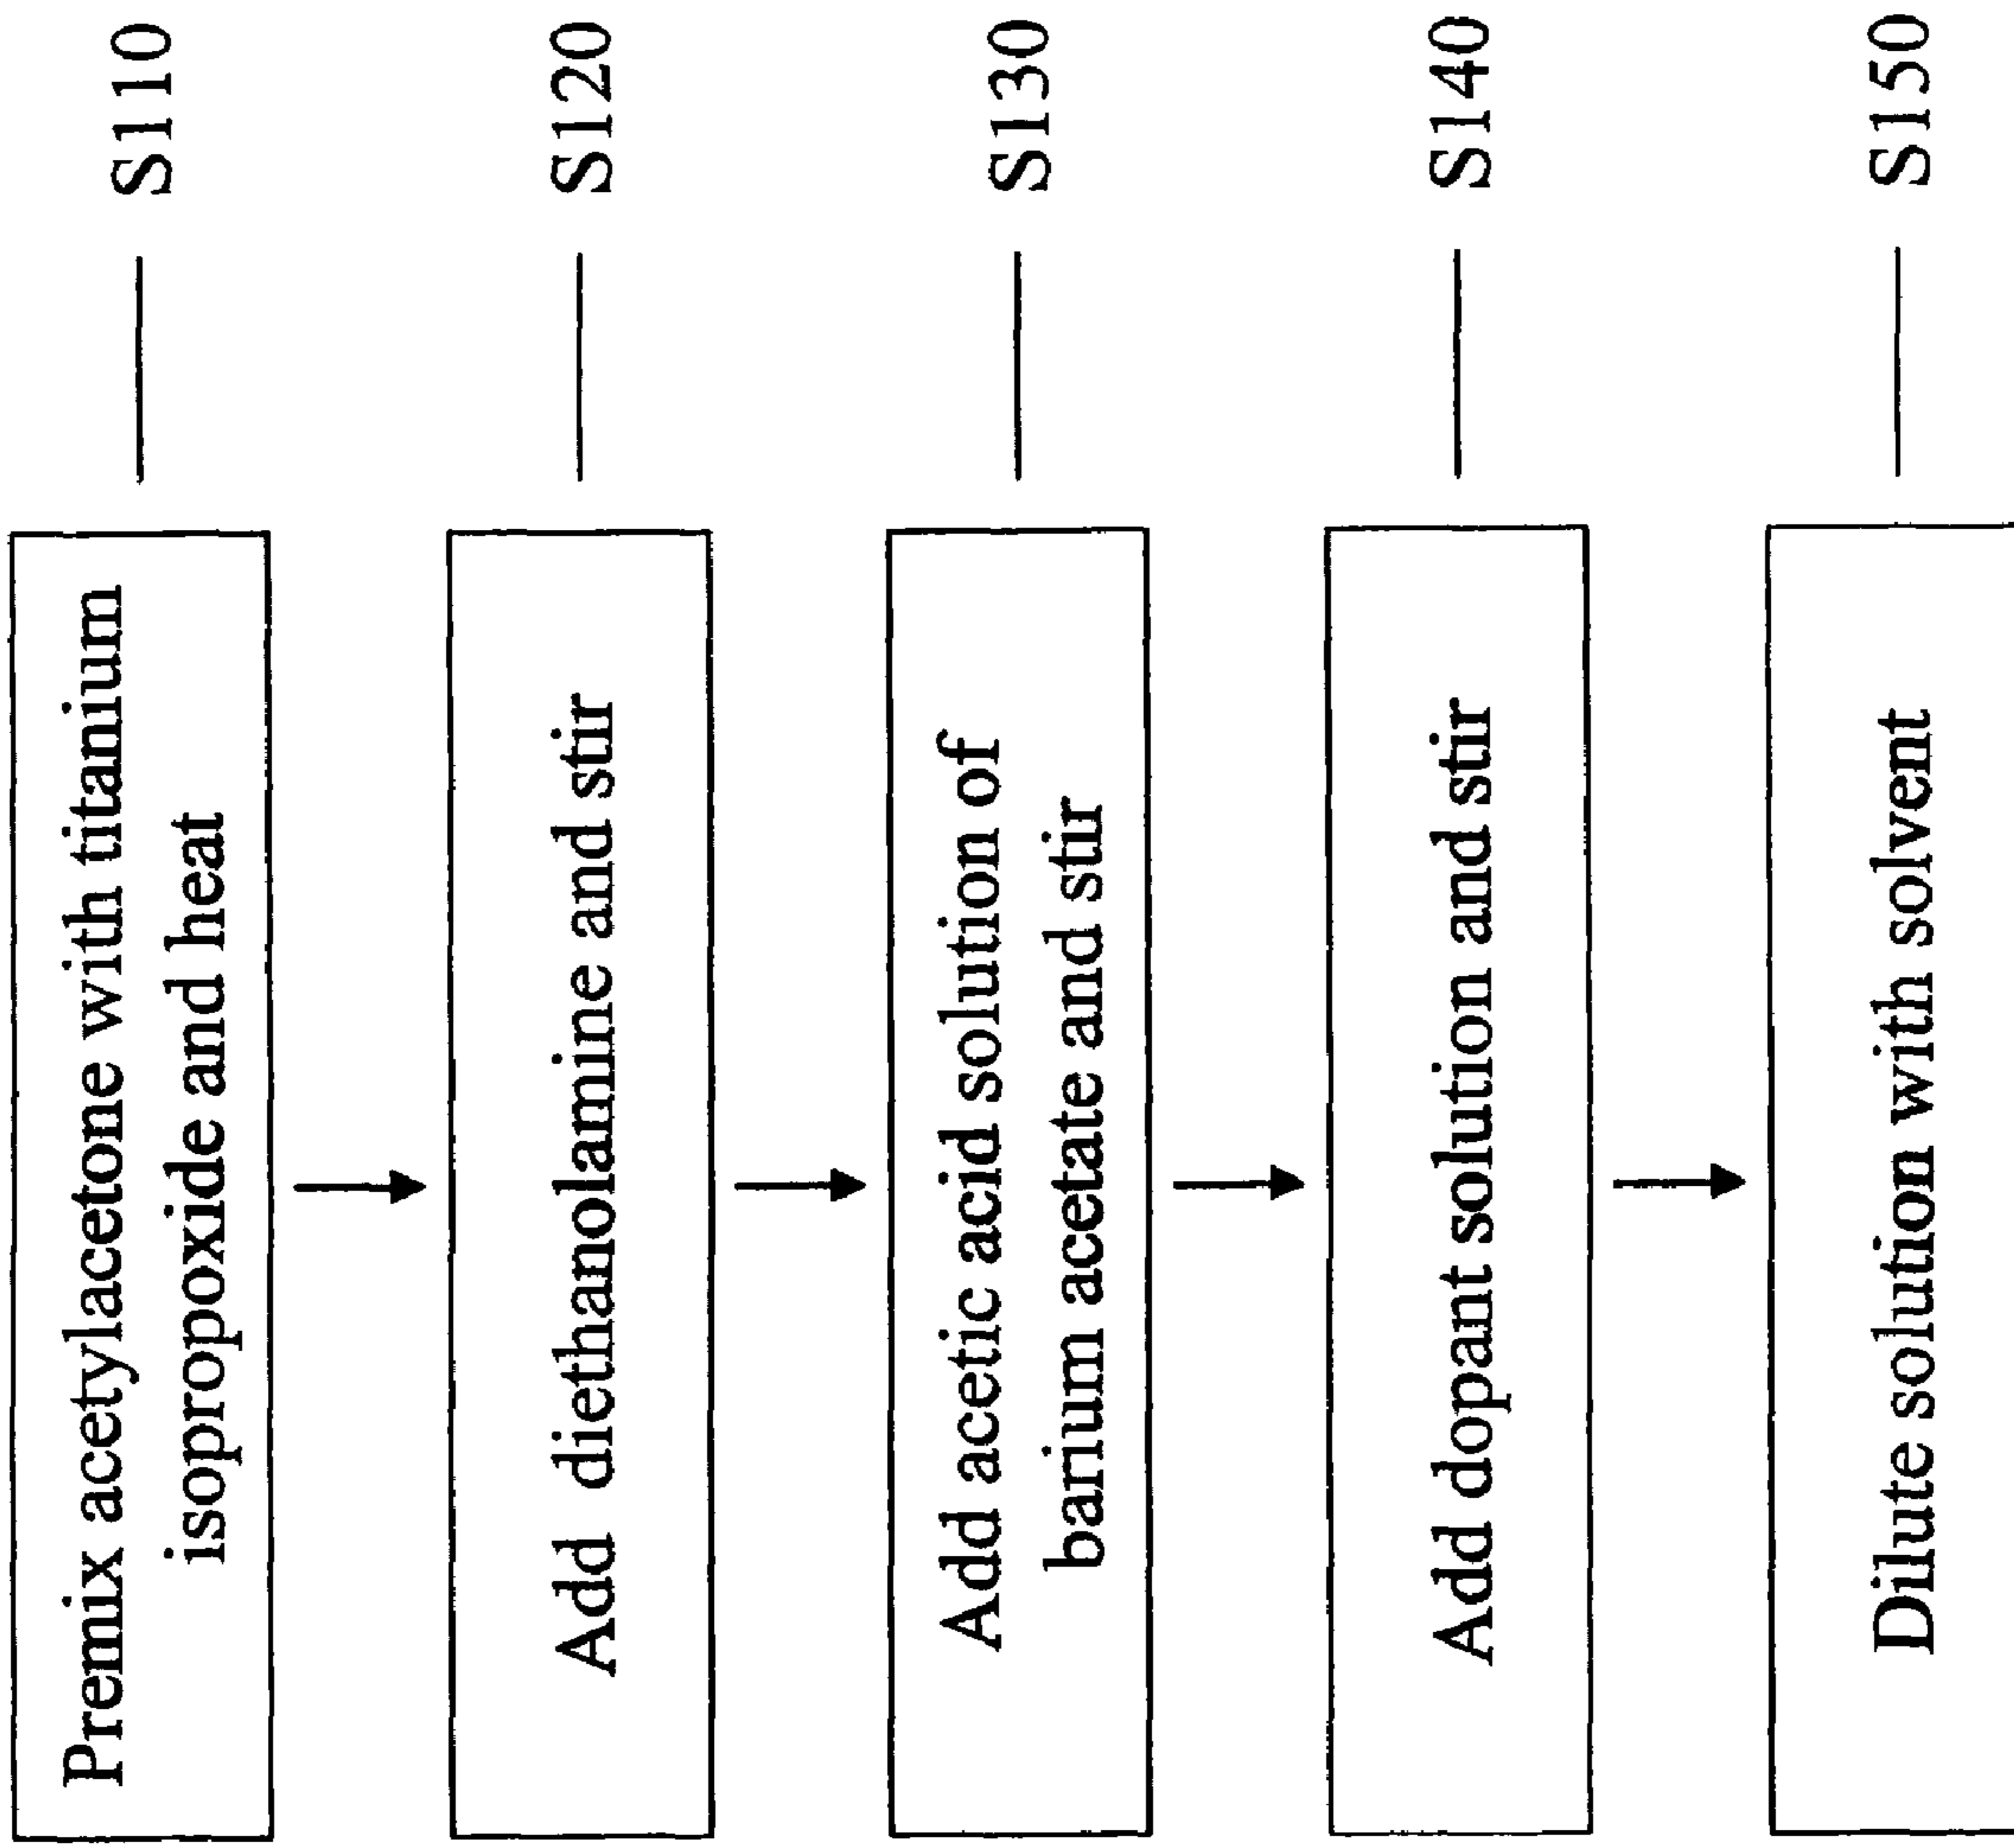 Premix acetylacetone with titanium
isopropoxide and heat
S110
Add diethanolamine and stir
S120
Add acetic acid solution of
barium acetate and stir
S130
Add dopant solution and stir
S140
Dilute solution with solvent
S150